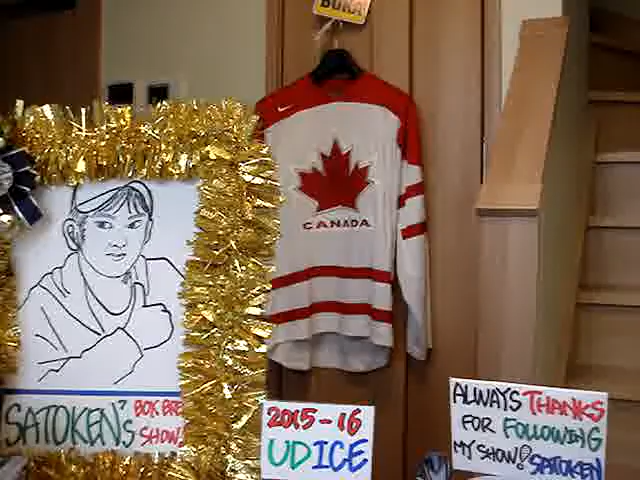 CANADA
SATOKEN's
SHOW!
2015-16
UDICE
ALWAYS THANKS
FOR FOLLOWING
MY SHOW! SATOKEN